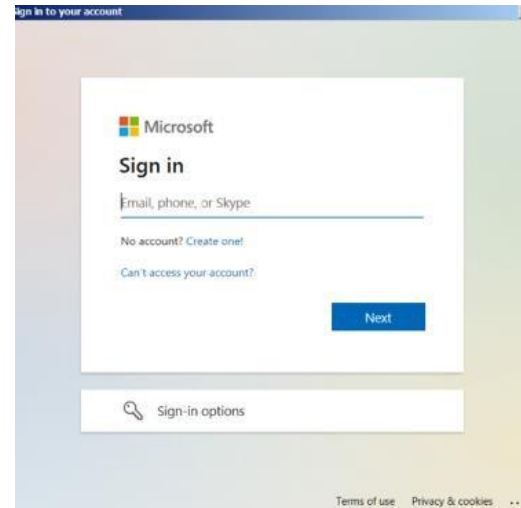 Sign in to your account
Microsoft
Sign in
Email, phone, or Skype
No account? Create one!
Can't access your account?
Next
Sign-in options
Terms of use Privacy & cookies ..